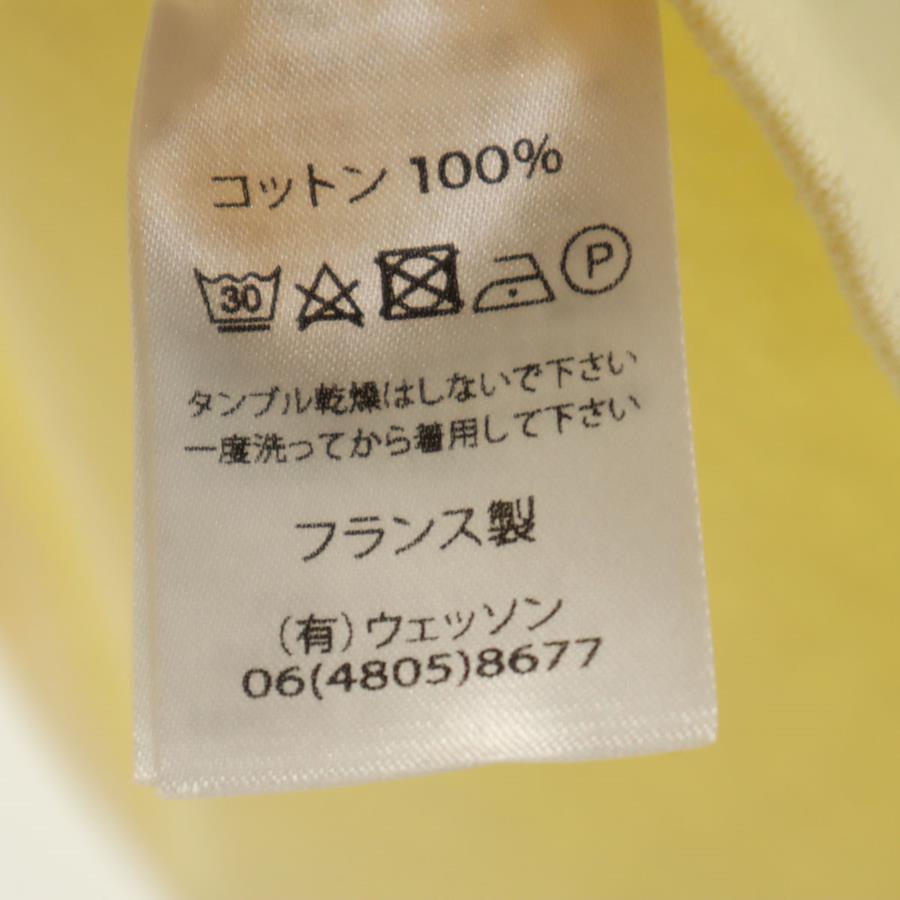 コットン 100%
30 P
タンブル乾燥はしないで下さい
一度洗ってから着用して下さい
フランス製
(有)ウェッソン
06(4805)8677